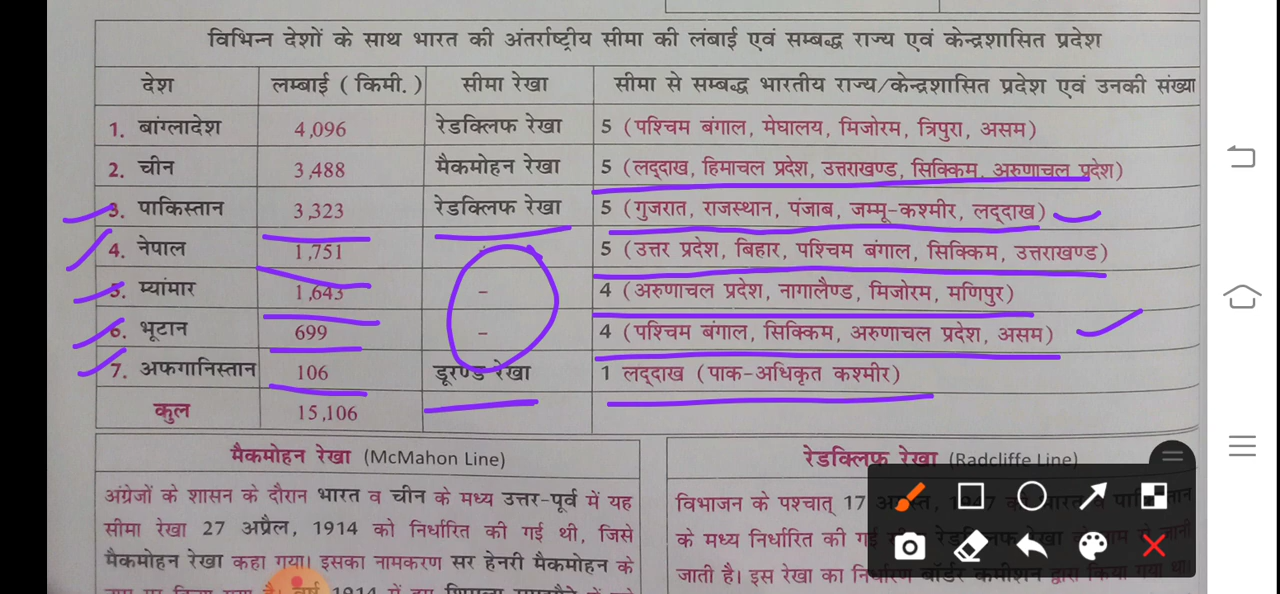 विभिन्न देशों के साथ भारत की अंतर्राष्ट्रीय सीमा की लंबाई एवं सम्बद्ध राज्य एवं केन्द्रशासित प्रदेश
देश लम्बाई ( किमी. ) सीमा रेखा सीमा से सम्बद्ध भारतीय राज्य/केन्द्रशासित प्रदेश एवं उनकी संख्या
1. बांग्लादेश 4,096 रेडक्लिफ रेखा 5 (पश्चिम बंगाल, मेघालय, मिजोरम, त्रिपुरा, असम)
2. चीन 3,488 मैकमोहन रेखा 5 (लद्दाख, हिमाचल प्रदेश, उत्तराखण्ड, सिक्किम, अरुणाचल प्रदेश)
3. पाकिस्तान 3,323 रेडक्लिफ रेखा 5 (गुजरात, राजस्थान, पंजाब, जम्मू-कश्मीर, लद्दाख)
4. नेपाल 1,751 5 (उत्तर प्रदेश, बिहार, पश्चिम बंगाल, सिक्किम, उत्तराखण्ड)
5. म्यांमार 1,643 – 4 (अरुणाचल प्रदेश, नागालैण्ड, मिजोरम, मणिपुर)
6. भूटान 699 – 4 (पश्चिम बंगाल, सिक्किम, अरुणाचल प्रदेश, असम)
7. अफगानिस्तान 106 डूरण्ड रेखा 1 लद्दाख (पाक-अधिकृत कश्मीर)
कुल 15,106
मैकमोहन रेखा (McMahon Line)
अंग्रेजों के शासन के दौरान भारत व चीन के मध्य उत्तर-पूर्व में यह
सीमा रेखा 27 अप्रैल, 1914 को निर्धारित की गई थी, जिसे
मैकमोहन रेखा कहा गया। इसका नामकरण सर हेनरी मैकमोहन के
रेडक्लिफ रेखा (Radcliffe Line)
विभाजन के पश्चात् 17
के मध्य निर्धारित की
जाती है। इस रेखा का